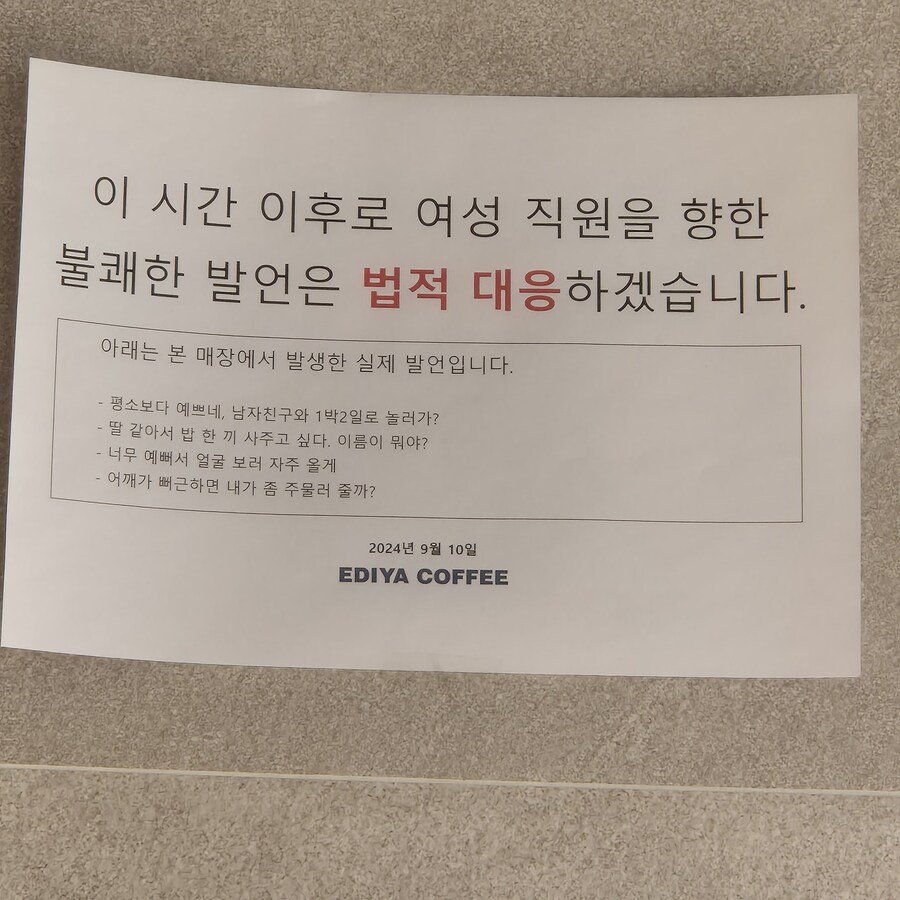 이 시간 이후로 여성 직원을 향한
불쾌한 발언은 법적 대응하겠습니다.
아래는 본 매장에서 발생한 실제 발언입니다.
- 평소보다 예쁘네, 남자친구와 1박2일로 놀러가?
- 딸 같아서 밥 한 끼 사주고 싶다. 이름이 뭐야?
- 너무 예뻐서 얼굴 보러 자주 올게
- 어깨가 뻐근하면 내가 좀 주물러 줄까?
2024년 9월 10일
EDIYA COFFEE